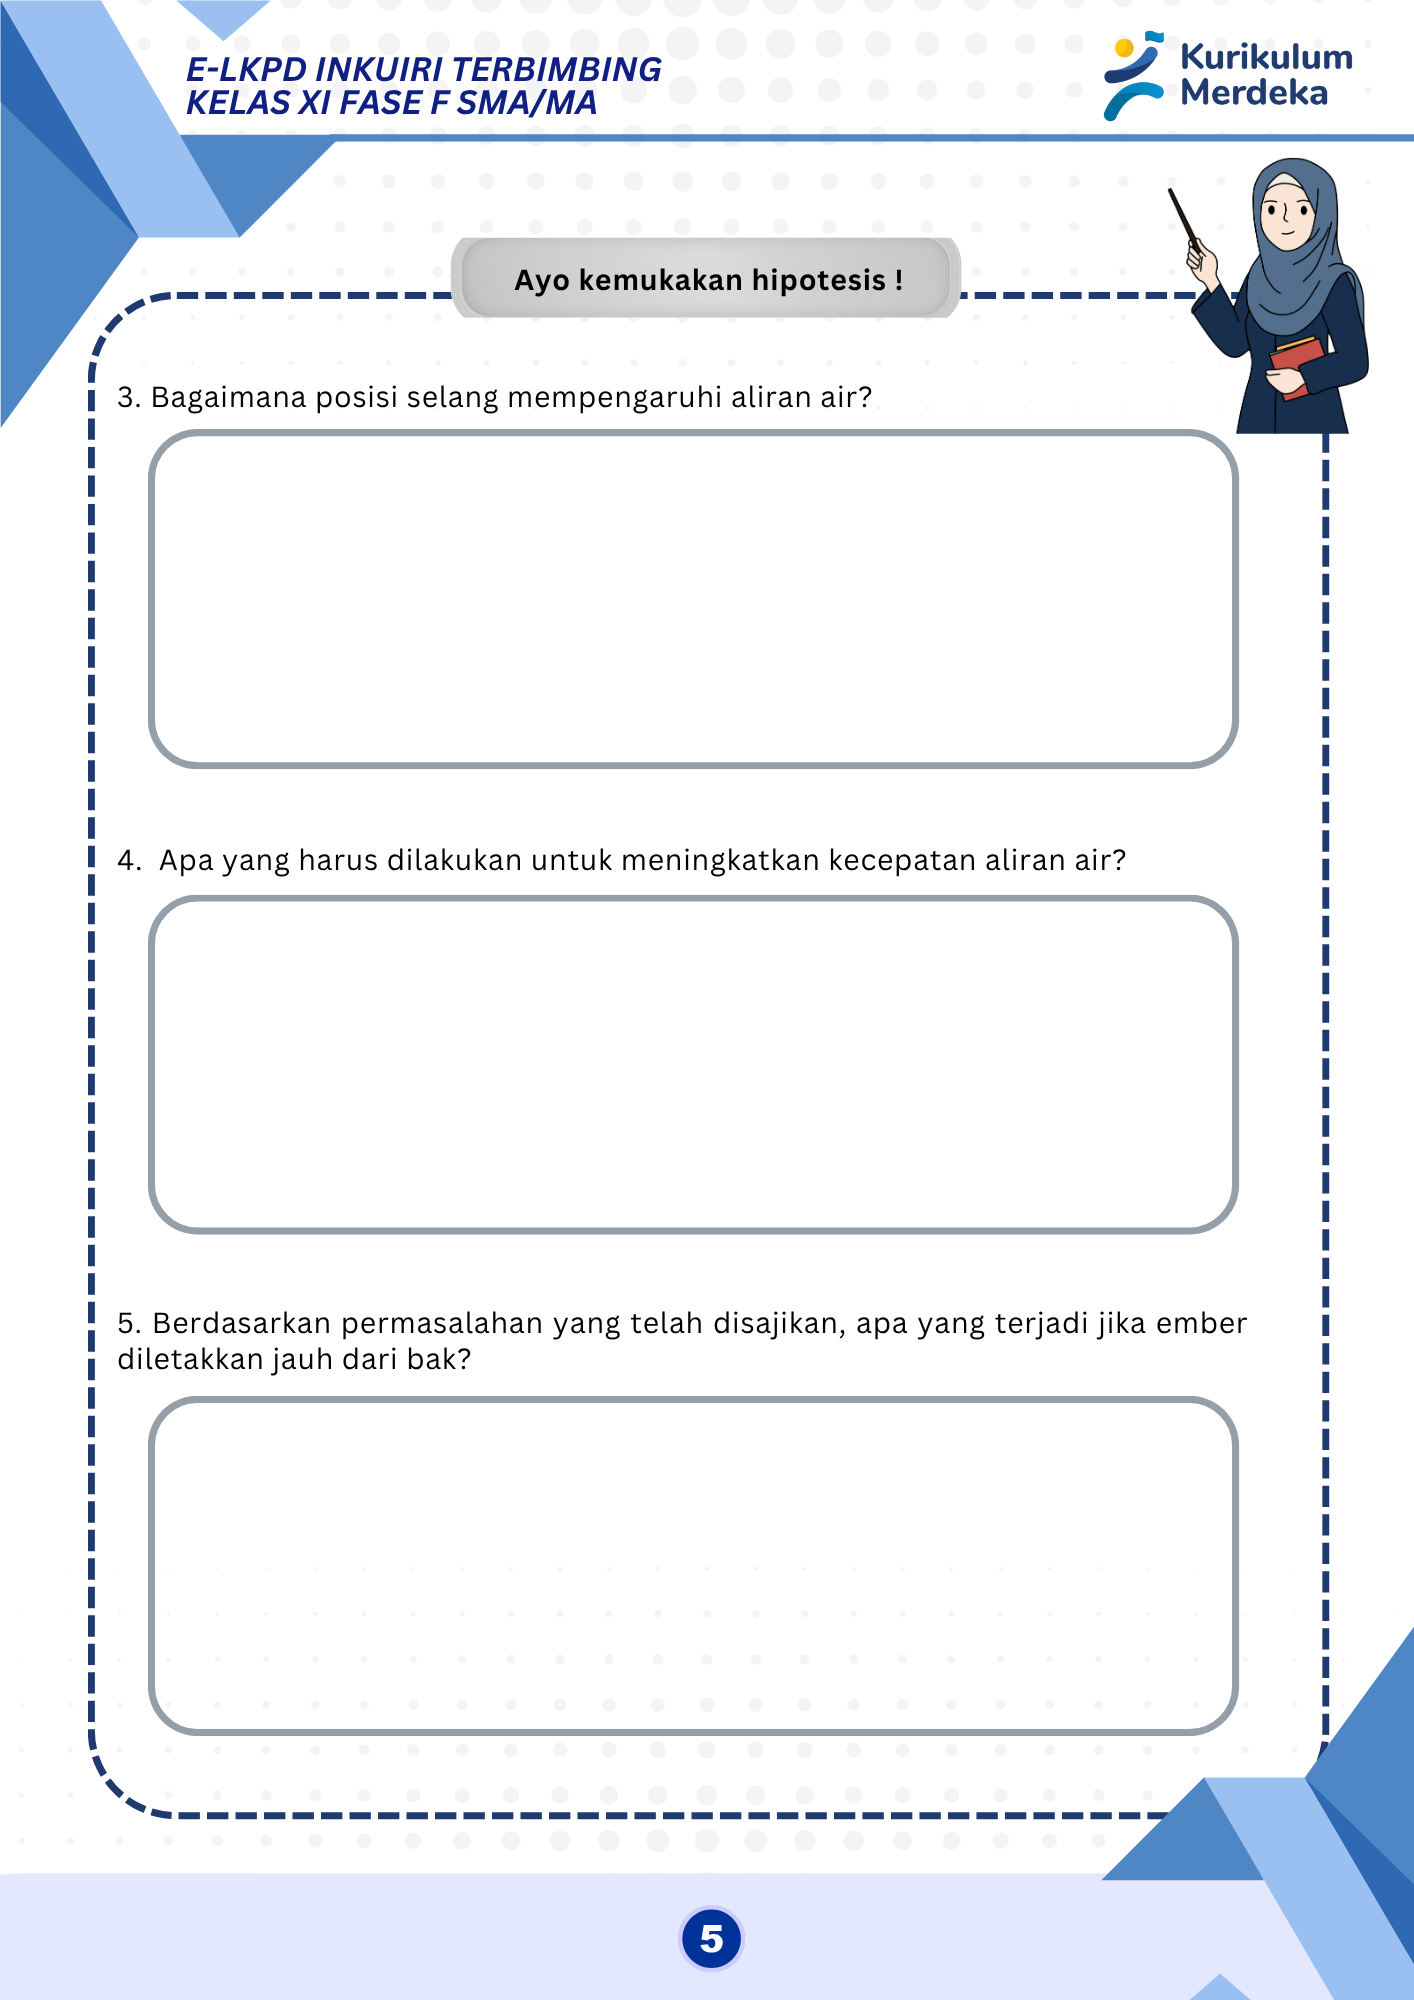 E-LKPD INKUIRI TERBIMBING
KELAS XI FASE F SMA/MA
Kurikulum
Merdeka
Ayo kemukakan hipotesis !
3. Bagaimana posisi selang mempengaruhi aliran air?
4. Apa yang harus dilakukan untuk meningkatkan kecepatan aliran air?
5. Berdasarkan permasalahan yang telah disajikan, apa yang terjadi jika ember
diletakkan jauh dari bak?
5